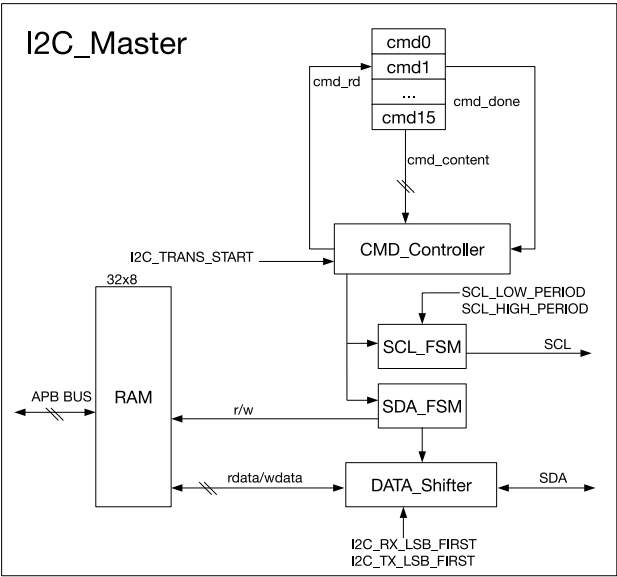 I2C_Master
cmd0
cmd1
...
cmd15
cmd_rd
cmd_done
cmd_content
CMD_Controller
I2C_TRANS_START
32x8
SCL_LOW_PERIOD
SCL_HIGH_PERIOD
SCL_FSM
SCL
APB BUS
RAM
r/w
SDA_FSM
rdata/wdata
DATA_Shifter
SDA
I2C_RX_LSB_FIRST
I2C_TX_LSB_FIRST